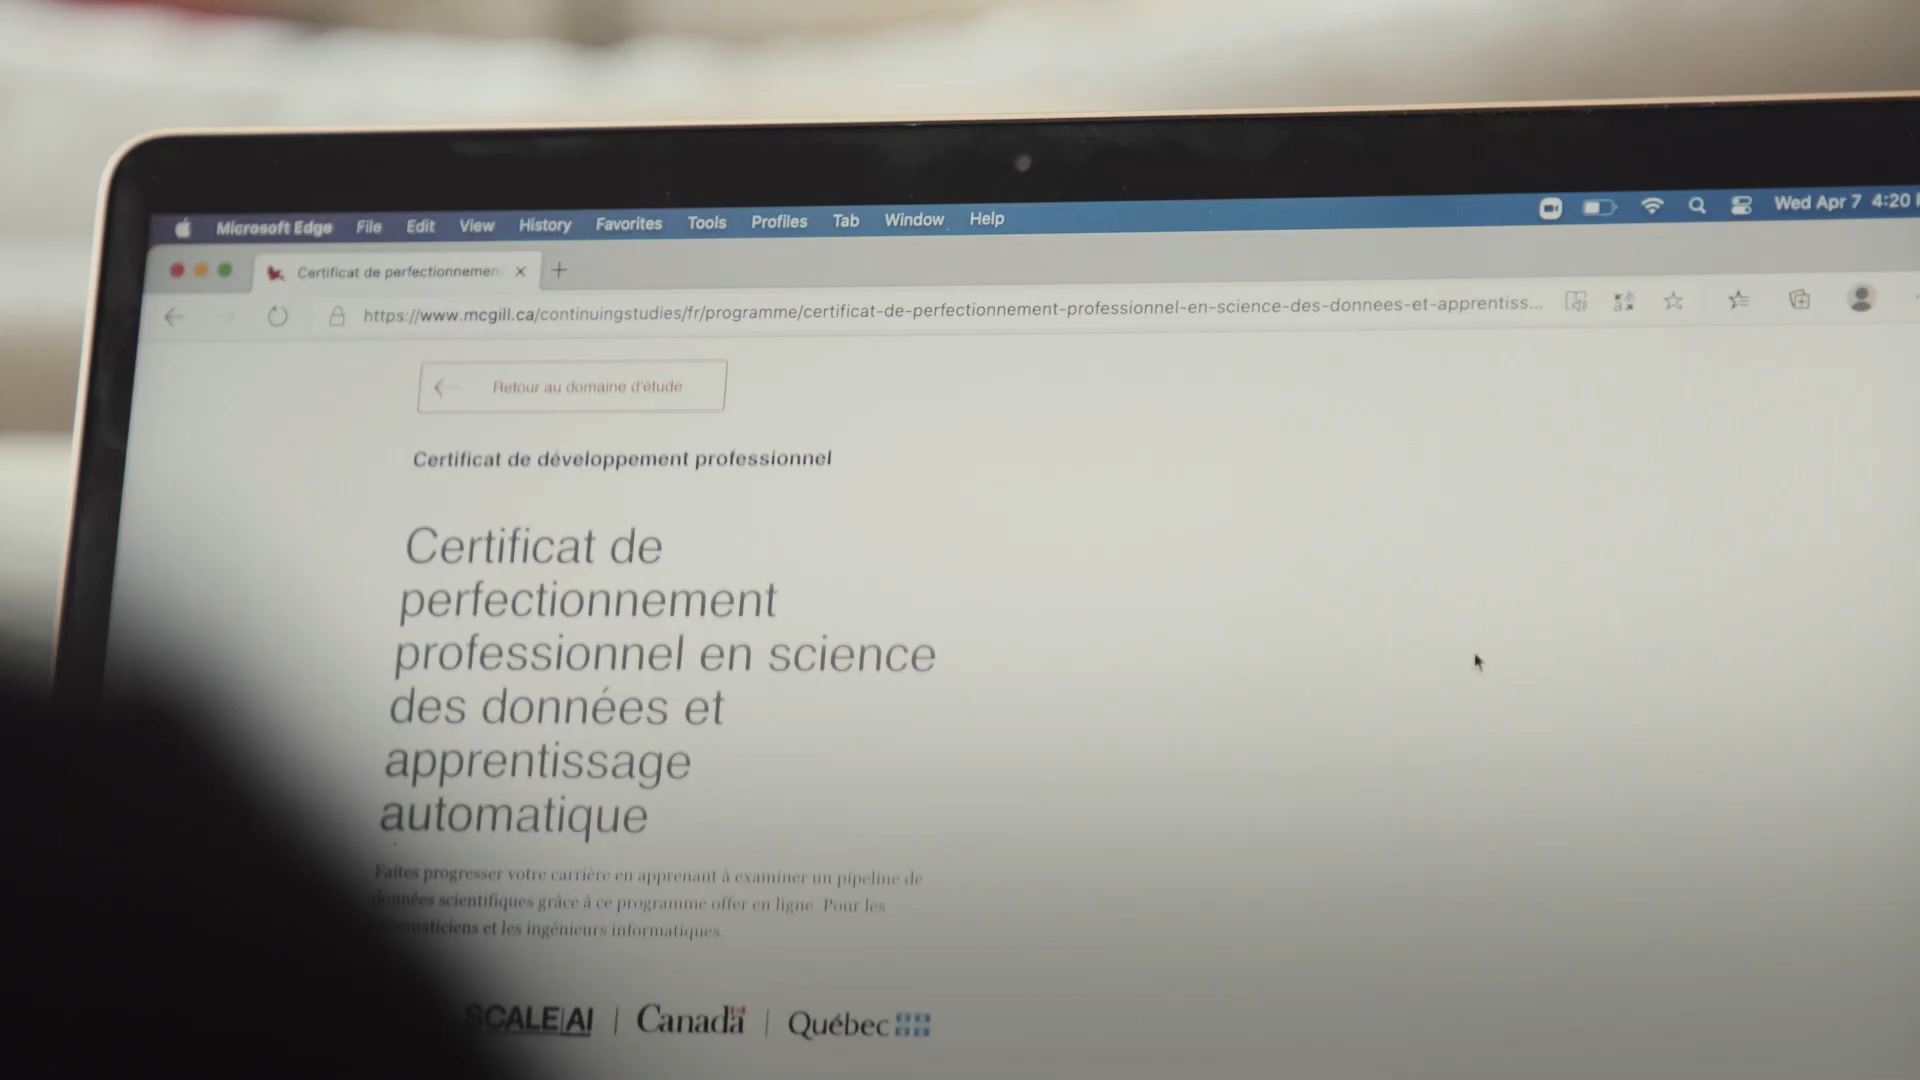 Microsoft Edge File Edit View History Favorites Tools Profiles Tab Window Help Wed Apr 7 4:20
Certificat de perfectionnemen
https://www.mcgill.ca/continuingstudies/fr/programme/certificat-de-perfectionnement-professionnel-en-science-des-donnees-et-apprentiss...
Retour au domaine d'étude
Certificat de développement professionnel
Certificat de
perfectionnement
professionnel en science
des données et
apprentissage
automatique
Faites progresser votre carrière en apprenant à examiner un pipeline de
données scientifiques grâce à ce programme offer en ligne. Pour les
et les ingénieurs informatiques.
SCALE|AI | Canada | Québec